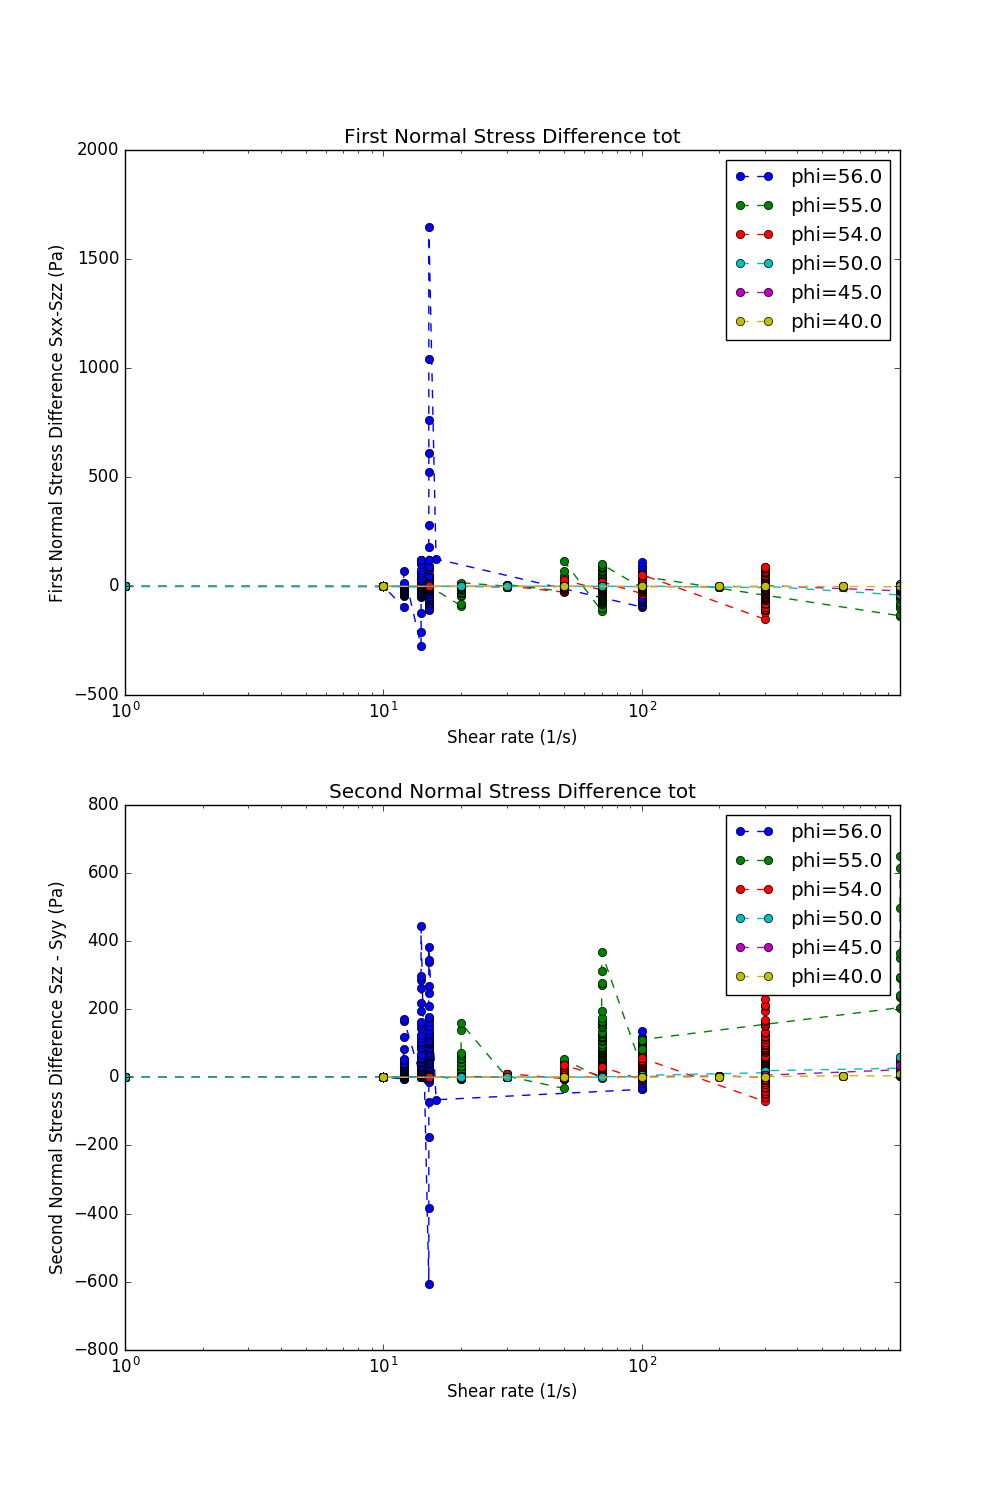 First Normal Stress Difference tot
2000
1500
1000
500
0
−500
First Normal Stress Difference Sxx-Szz (Pa)
phi=56.0
phi=55.0
phi=54.0
phi=50.0
phi=45.0
phi=40.0
10^0
10^1
10^2
Shear rate (1/s)
Second Normal Stress Difference tot
800
600
400
200
0
−200
−400
−600
−800
Second Normal Stress Difference Szz - Syy (Pa)
phi=56.0
phi=55.0
phi=54.0
phi=50.0
phi=45.0
phi=40.0
10^0
10^1
10^2
Shear rate (1/s)